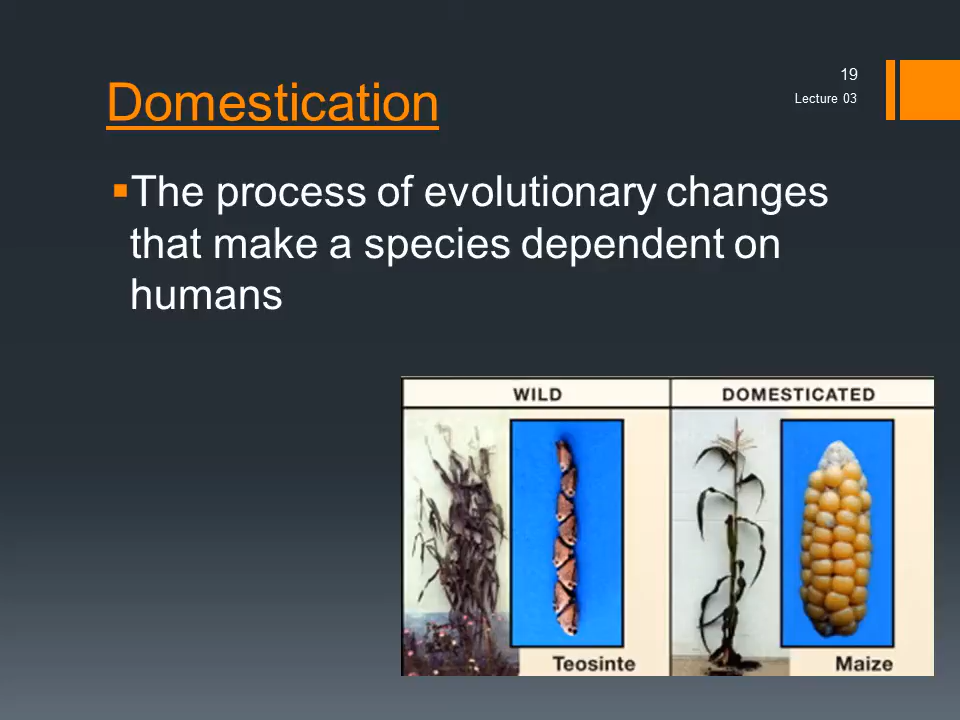 19
Lecture 03
Domestication
The process of evolutionary changes
that make a species dependent on
humans
WILD
DOMESTICATED
Teosinte
Maize